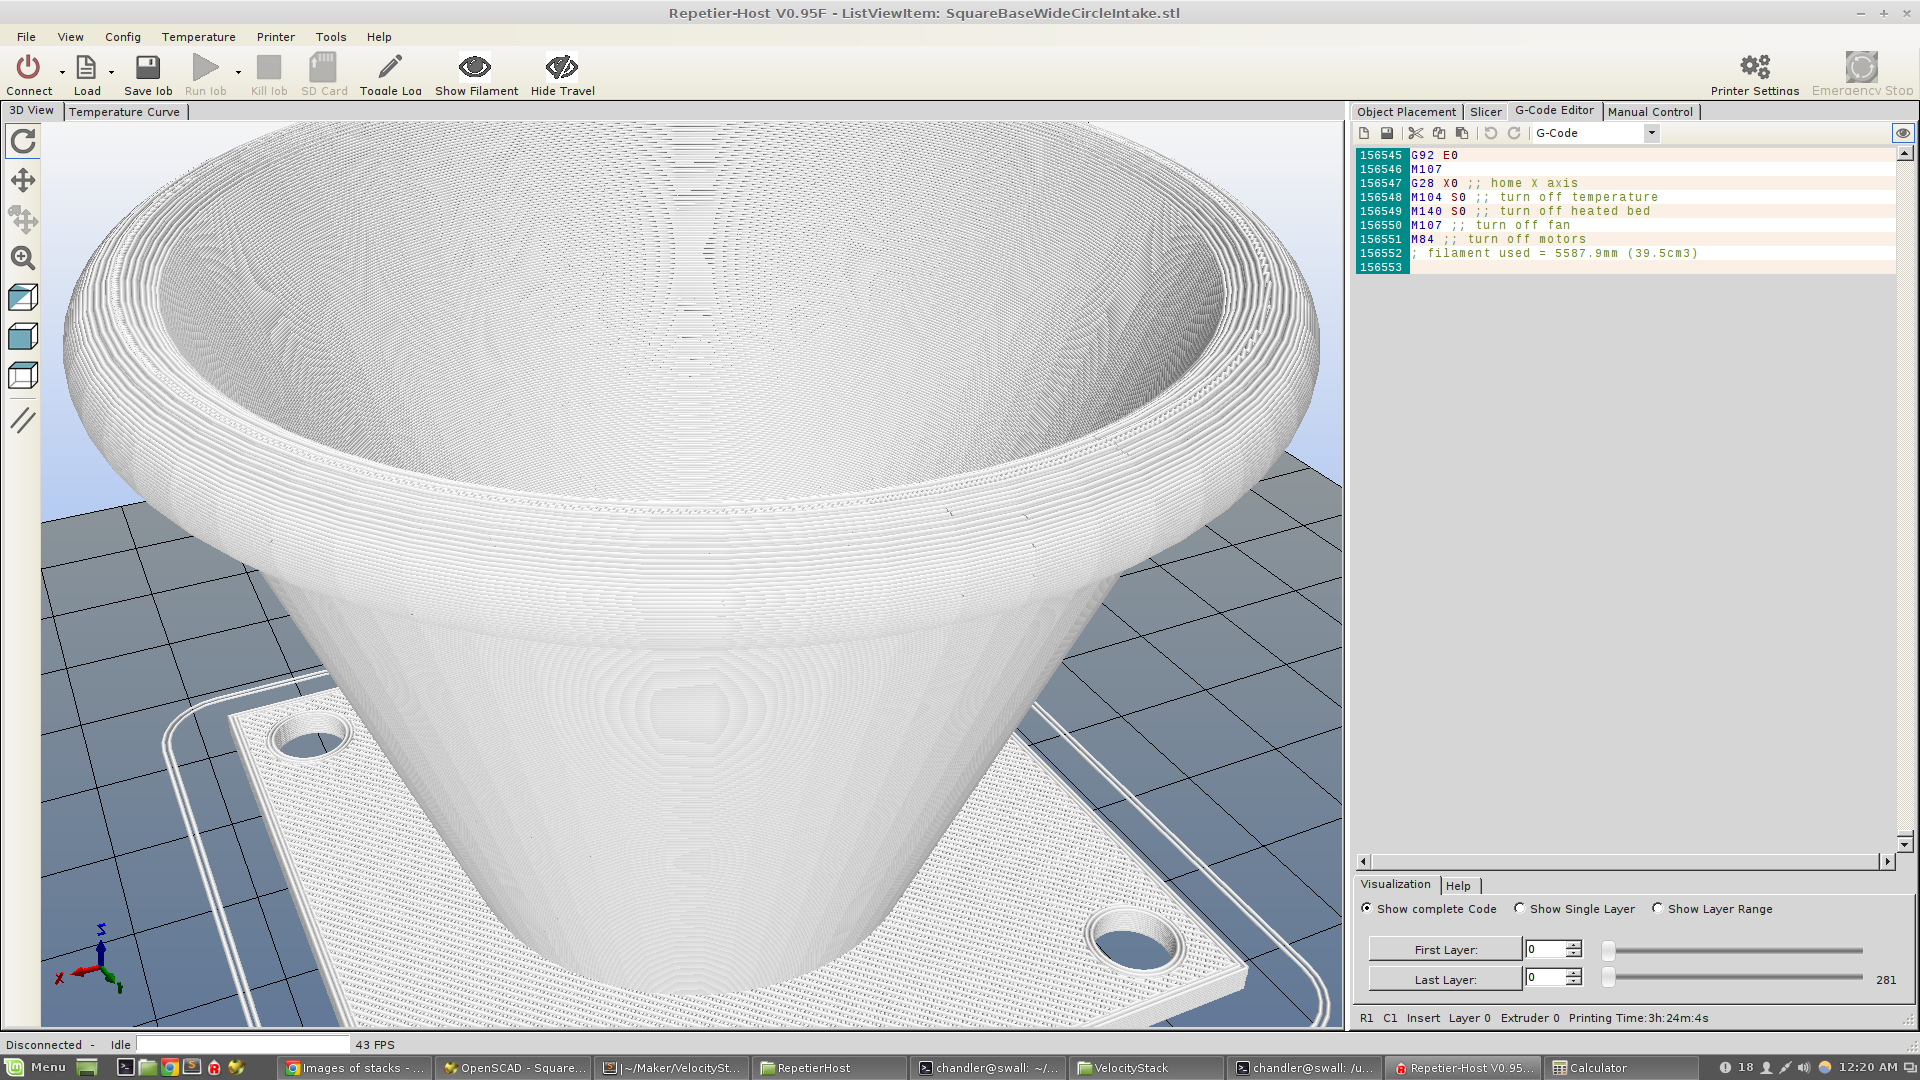 Repetier-Host V0.95F - ListViewItem: SquareBaseWideCircleIntake.stl
File View Config Temperature Printer Tools Help
Connect Load Save Job Run Job Kill Job SD Card Toggle Log Show Filament Hide Travel Printer Settings Emergency Stop
3D View Temperature Curve
Object Placement Slicer G-Code Editor Manual Control
G-Code
156545 G92 E0
156546 M107
156547 G28 X0 ;; home X axis
156548 M104 S0 ;; turn off temperature
156549 M140 S0 ;; turn off heated bed
156550 M107 ;; turn off fan
156551 M84 ;; turn off motors
156552 ; filament used = 5587.9mm (39.5cm3)
156553
Z
X
Y
Visualization Help
Show complete Code Show Single Layer Show Layer Range
First Layer: 0
Last Layer: 0 281
R1 C1 Insert Layer 0 Extruder 0 Printing Time:3h:24m:4s
Disconnected - Idle 43 FPS
Menu Images of stacks - ... OpenSCAD - Square... |~/Maker/VelocitySt... RepetierHost chandler@swall: ~/... VelocityStack chandler@swall: /u... Repetier-Host V0.95... Calculator 18 12:20 AM